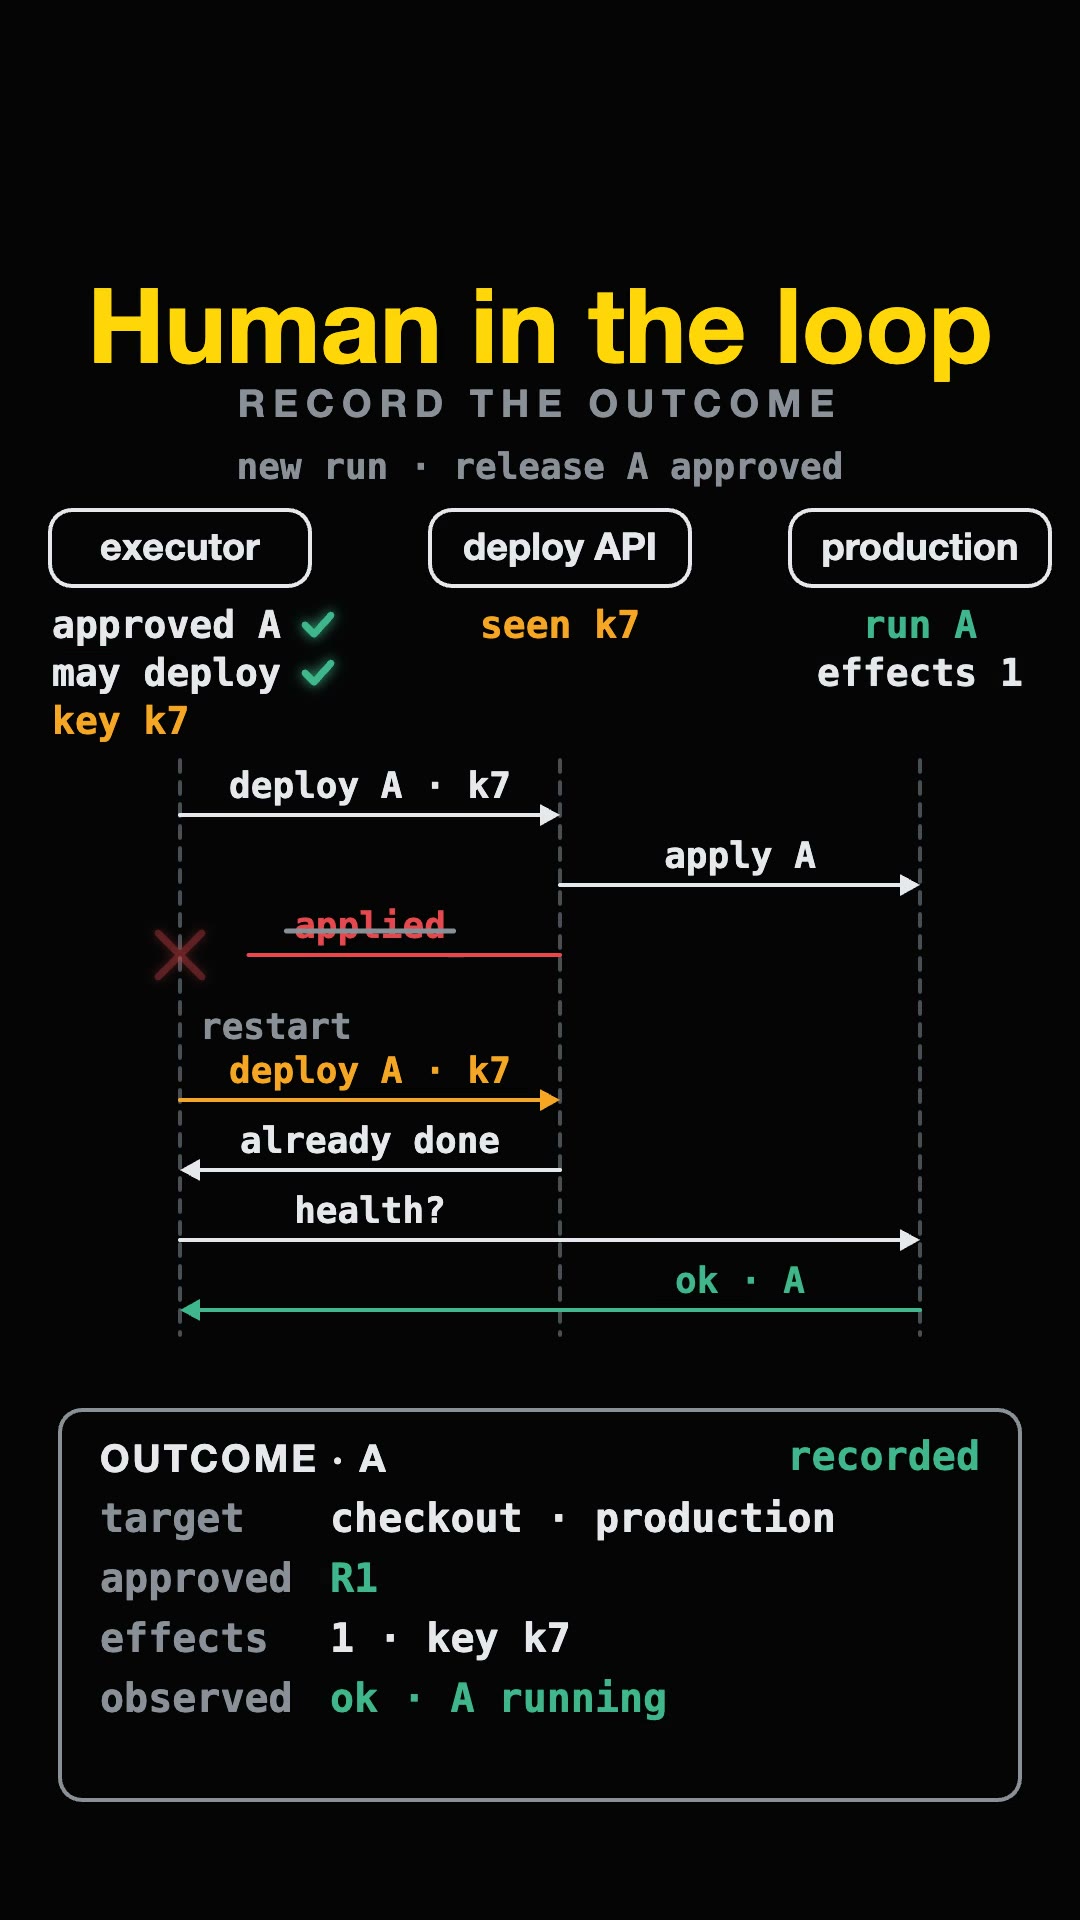 Human in the loop
RECORD THE OUTCOME
new run · release A approved
executor
deploy API
production
approved A
seen k7
run A
may deploy
effects 1
key k7
deploy A · k7
apply A
applied
restart
deploy A · k7
already done
health?
ok · A
OUTCOME · A
recorded
target checkout · production
approved R1
effects 1 · key k7
observed ok · A running